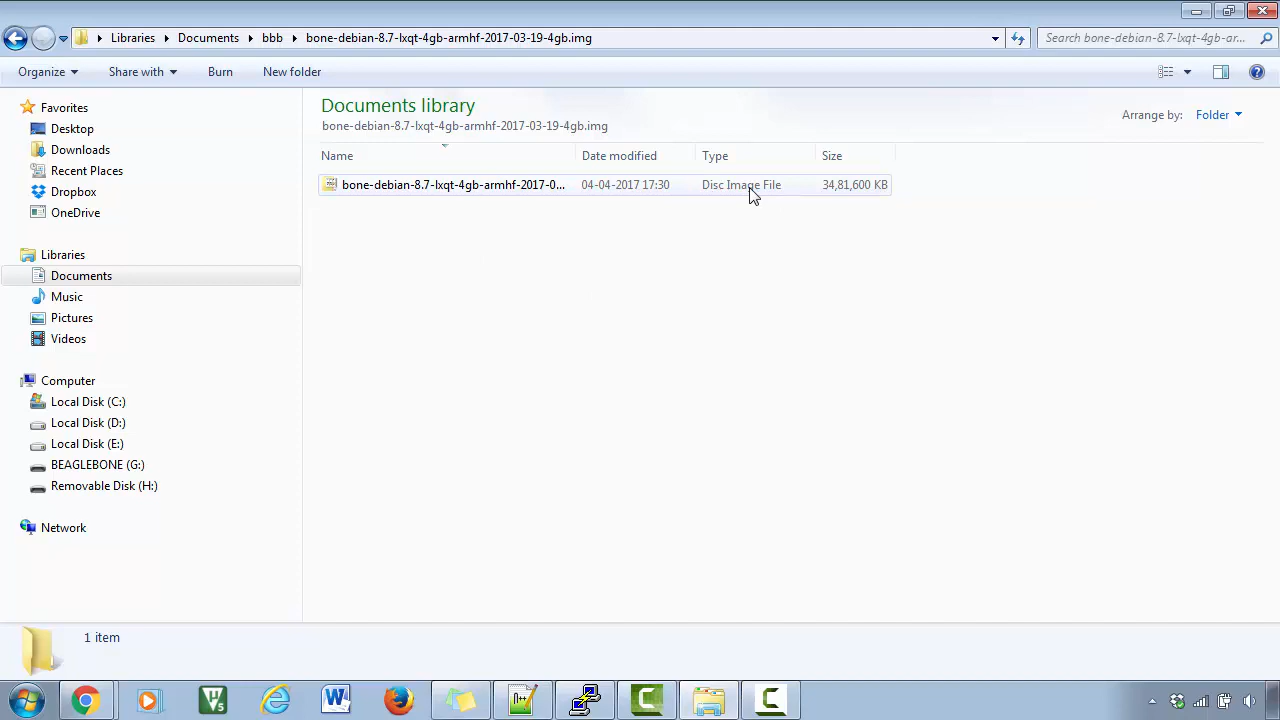 Libraries Documents bbb bone-debian-8.7-lxqt-4gb-armhf-2017-03-19-4gb.img
Search bone-debian-8.7-lxqt-4gb-ar...
Organize Share with Burn New folder
Favorites
Desktop
Downloads
Recent Places
Dropbox
OneDrive
Libraries
Documents
Music
Pictures
Videos
Computer
Local Disk (C:)
Local Disk (D:)
Local Disk (E:)
BEAGLEBONE (G:)
Removable Disk (H:)
Network
Documents library
bone-debian-8.7-lxqt-4gb-armhf-2017-03-19-4gb.img
Arrange by: Folder
Name Date modified Type Size
bone-debian-8.7-lxqt-4gb-armhf-2017-0... 04-04-2017 17:30 Disc Image File 34,81,600 KB
1 item